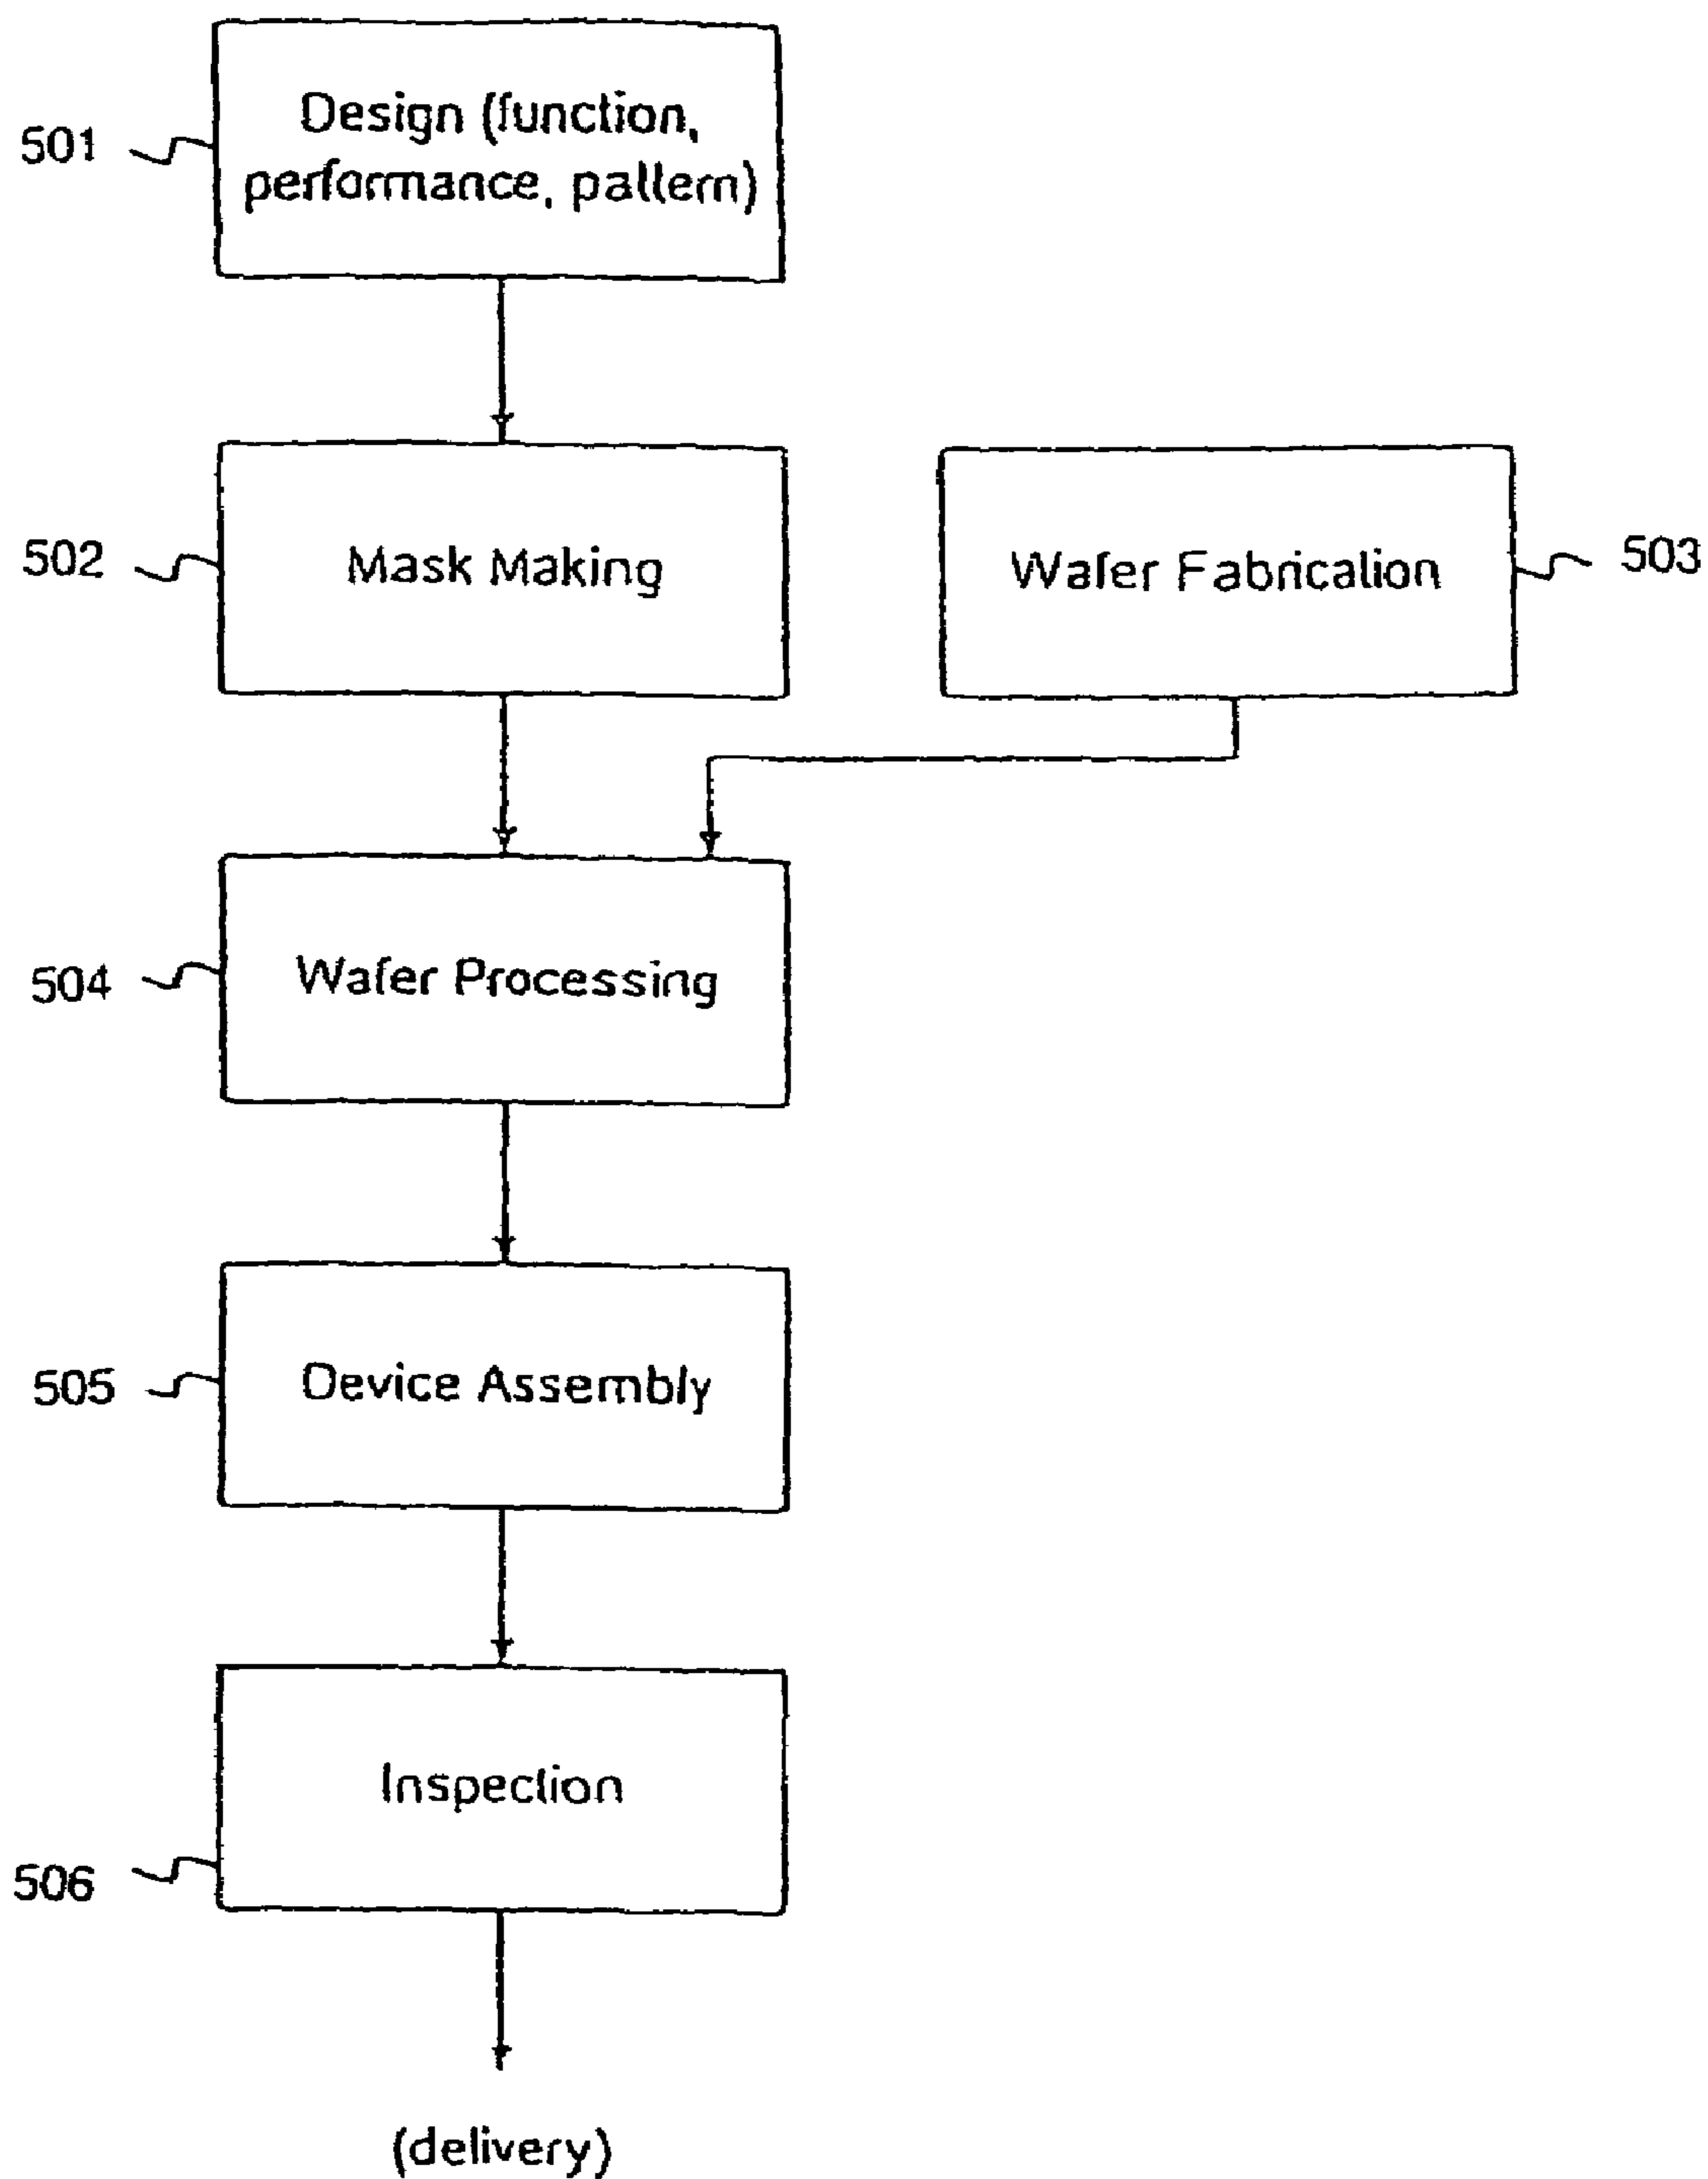 501
Design (function,
performance, pattern)
502
Mask Making
Wafer Fabrication
503
504
Wafer Processing
505
Device Assembly
Inspection
506
(delivery)